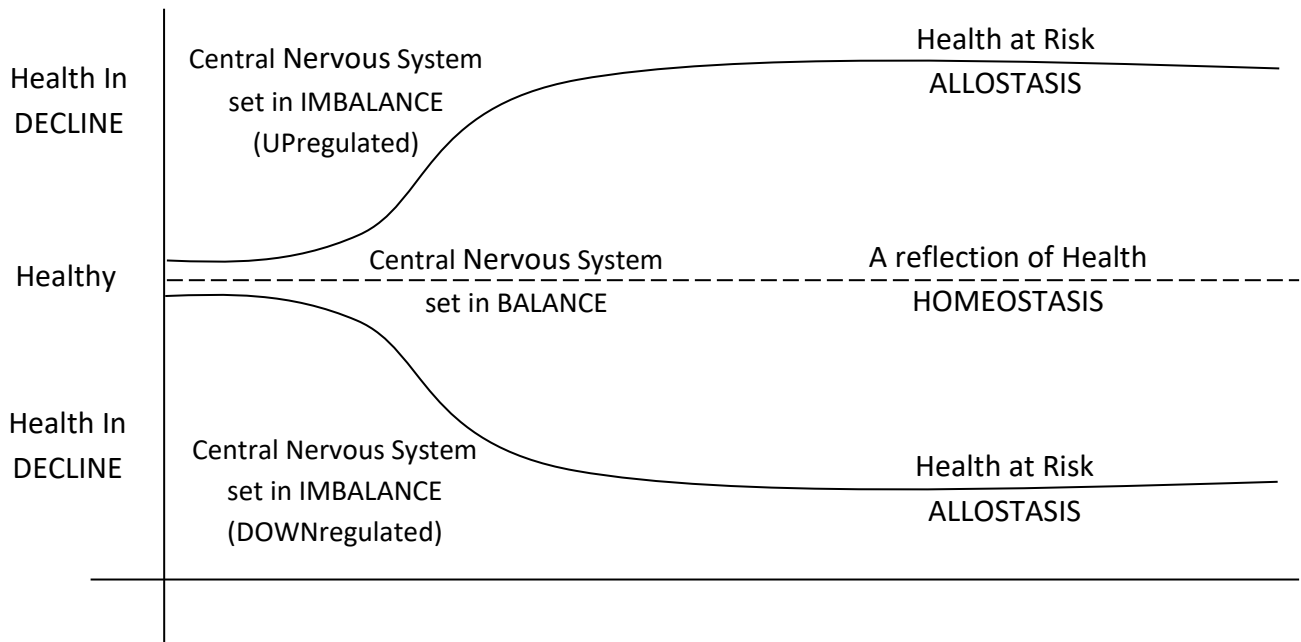 Health In
DECLINE
Central Nervous System
set in IMBALANCE
(UPregulated)
Health at Risk
ALLOSTASIS
Healthy
Central Nervous System
set in BALANCE
A reflection of Health
HOMEOSTASIS
Health In
DECLINE
Central Nervous System
set in IMBALANCE
(DOWNregulated)
Health at Risk
ALLOSTASIS